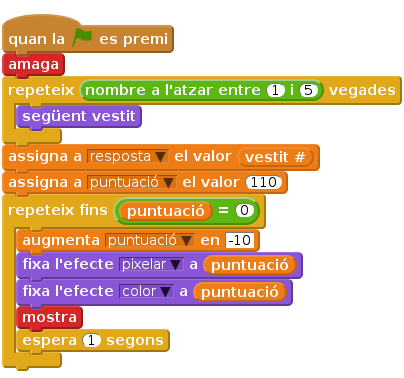 quan la es premi
amaga
repeteix nombre a l'atzar entre 1 i 5 vegades
següent vestit
assigna a resposta el valor vestit #
assigna a puntuació el valor 110
repeteix fins puntuació = 0
augmenta puntuació en -10
fixa l'efecte pixelar a puntuació
fixa l'efecte color a puntuació
mostra
espera 1 segons